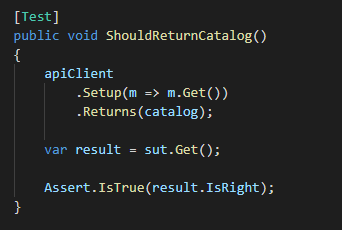 [Test]
public void ShouldReturnCatalog()
{
    apiClient
        .Setup(m => m.Get())
        .Returns(catalog);
    var result = sut.Get();
    Assert.IsTrue(result.IsRight);
}